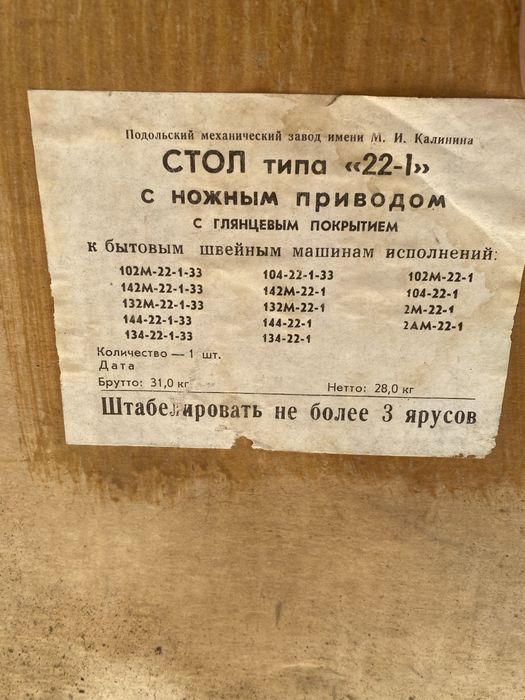 Подольский механический завод имени М. И. Калинина
СТОЛ типа «22-1»
с ножным приводом
с глянцевым покрытием
к бытовым швейным машинам исполнений:
102М-22-1-33 104-22-1-33 102М-22-1
142М-22-1-33 142М-22-1 104-22-1
132М-22-1-33 132М-22-1 2М-22-1
144-22-1-33 144-22-1 2АМ-22-1
134-22-1-33 134-22-1
Количество — 1 шт.
Дата
Брутто: 31,0 кг Нетто: 28,0 кг
Штабелировать не более 3 ярусов